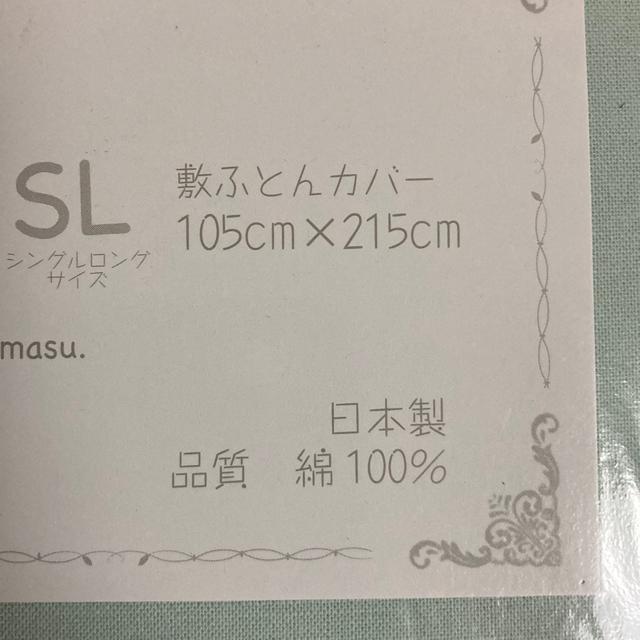 SL
シングルロング
サイズ
敷ふとんカバー
105cm×215cm
masu.
日本製
品質 綿100%